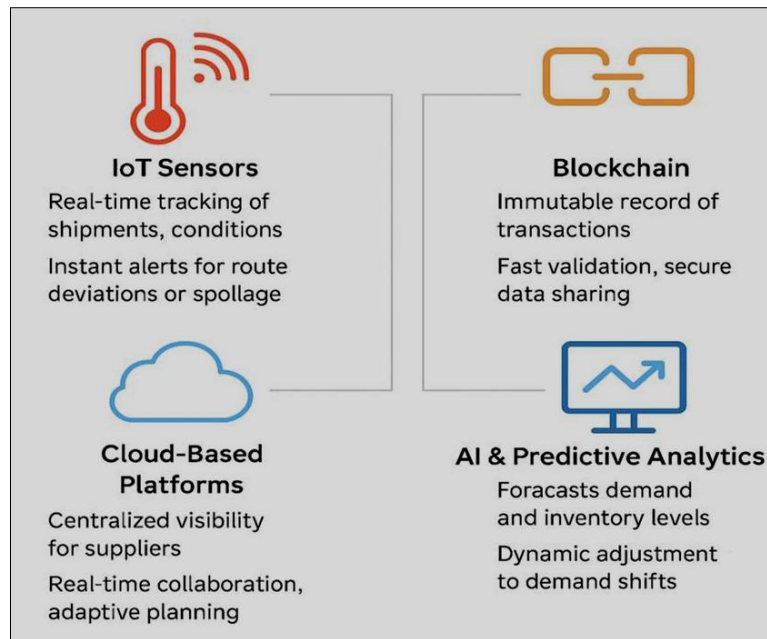 IoT Sensors
Real-time tracking of
shipments, conditions
Instant alerts for route
deviations or spollage
Blockchain
Immutable record of
transactions
Fast validation, secure
data sharing
Cloud-Based
Platforms
Centralized visibility
for suppliers
Real-time collaboration,
adaptive planning
AI & Predictive Analytics
Foracasts demand
and inventory levels
Dynamic adjustment
to demand shifts